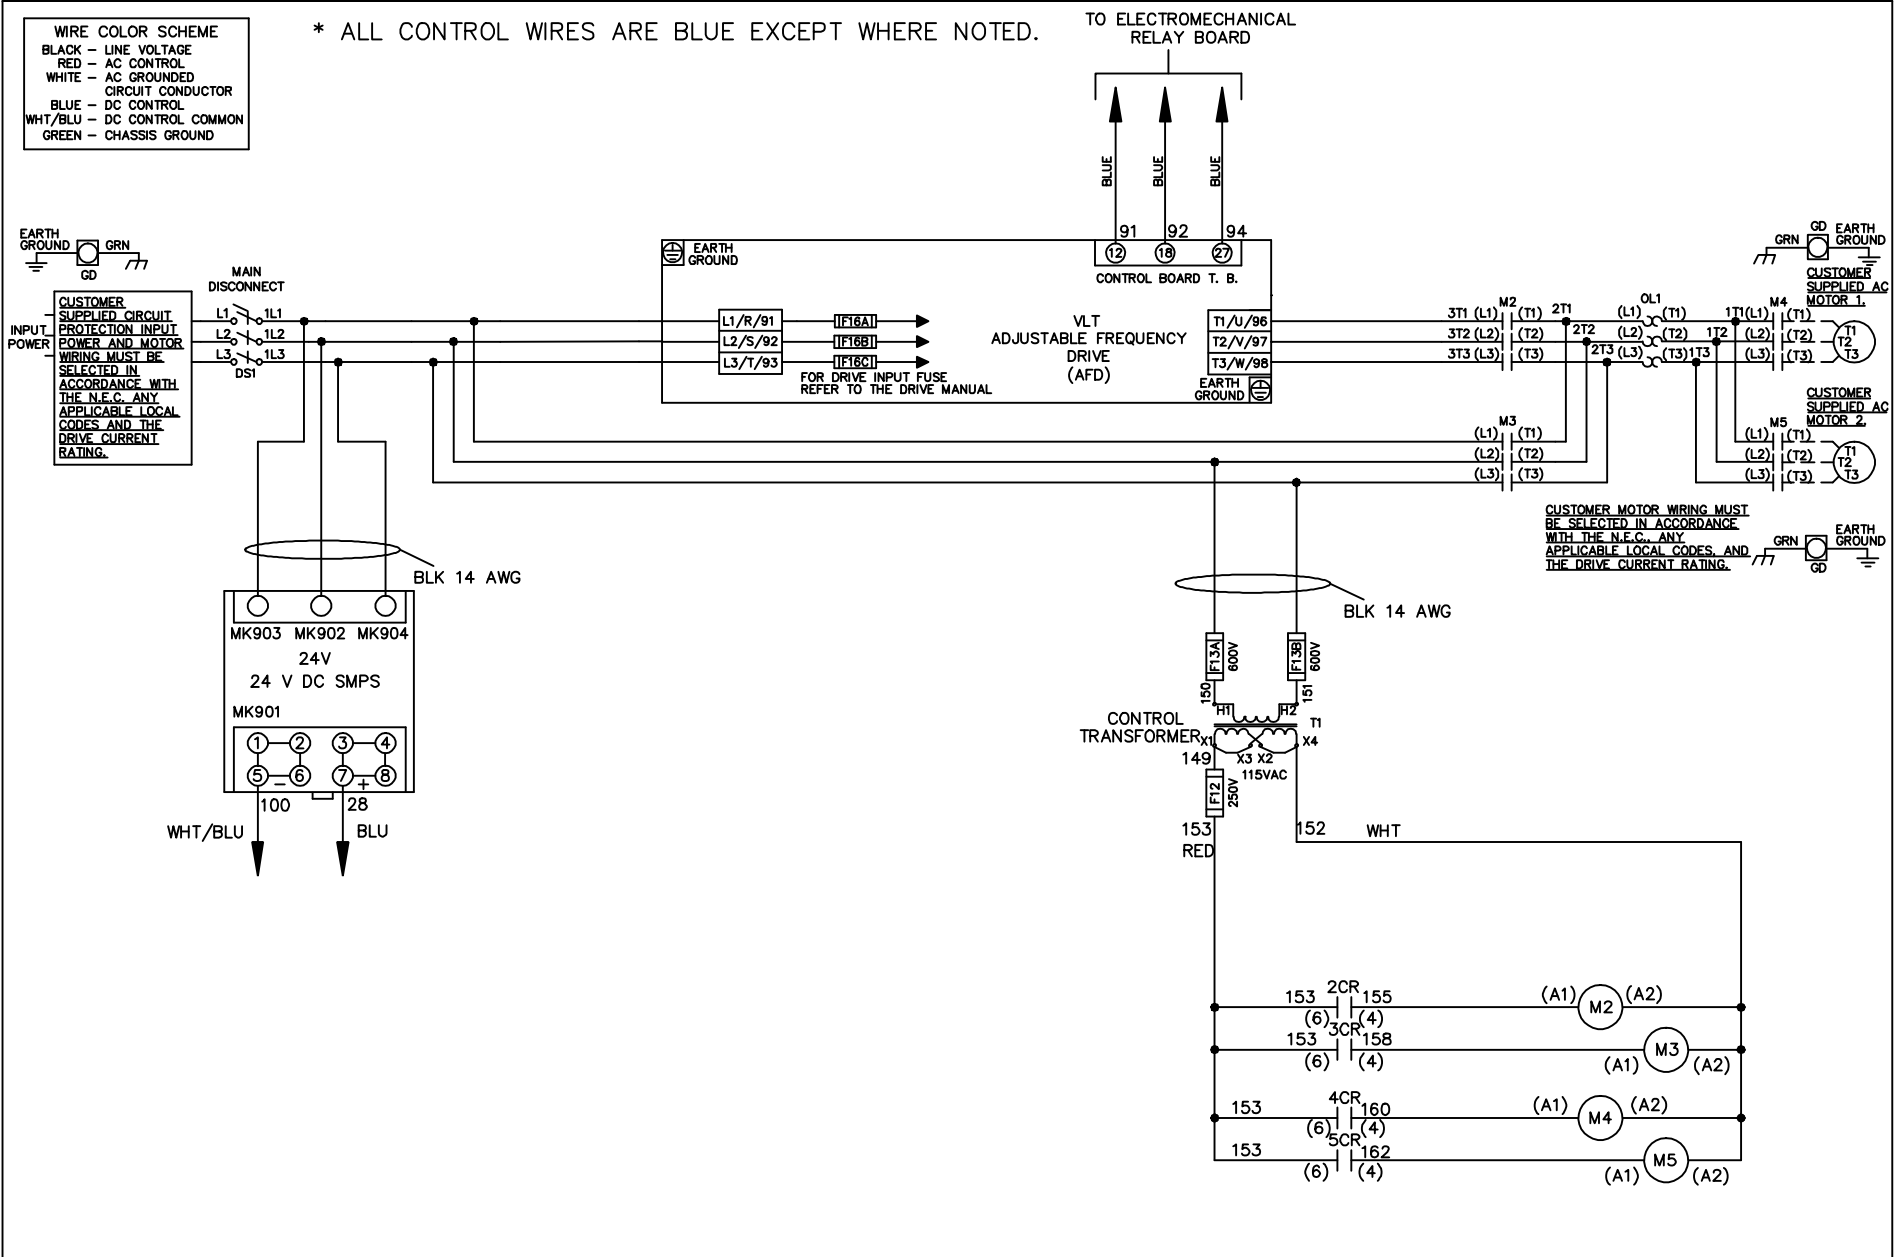 WIRE COLOR SCHEME
BLACK – LINE VOLTAGE
RED – AC CONTROL
WHITE – AC GROUNDED
CIRCUIT CONDUCTOR
BLUE – DC CONTROL
WHT/BLU – DC CONTROL COMMON
GREEN – CHASSIS GROUND
* ALL CONTROL WIRES ARE BLUE EXCEPT WHERE NOTED.
TO ELECTROMECHANICAL
RELAY BOARD
BLUE
BLUE
BLUE
91
92
94
12
18
27
CONTROL BOARD T. B.
EARTH
GROUND
GRN
GD
CUSTOMER
SUPPLIED CIRCUIT
PROTECTION INPUT
POWER AND MOTOR
WIRING MUST BE
SELECTED IN
ACCORDANCE WITH
THE N.E.C. ANY
APPLICABLE LOCAL
CODES AND THE
DRIVE CURRENT
RATING.
INPUT
POWER
MAIN
DISCONNECT
L1 1L1
L2 1L2
L3 1L3
DS1
EARTH
GROUND
L1/R/91
L2/S/92
L3/T/93
F16A
F16B
F16C
FOR DRIVE INPUT FUSE
REFER TO THE DRIVE MANUAL
VLT
ADJUSTABLE FREQUENCY
DRIVE
(AFD)
T1/U/96
T2/V/97
T3/W/98
EARTH
GROUND
M2
3T1 (L1) (T1)
3T2 (L2) (T2)
3T3 (L3) (T3)
2T1
2T2
2T3
OL1
(L1) (T1)
(L2) (T2)
(L3) (T3)
1T1
1T2
1T3
M4
(L1) (T1)
(L2) (T2)
(L3) (T3)
T1
T2
T3
GD
GRN
EARTH
GROUND
CUSTOMER
SUPPLIED AC
MOTOR 1.
CUSTOMER
SUPPLIED AC
MOTOR 2.
M3
(L1) (T1)
(L2) (T2)
(L3) (T3)
M5
(L1) (T1)
(L2) (T2)
(L3) (T3)
T1
T2
T3
CUSTOMER MOTOR WIRING MUST
BE SELECTED IN ACCORDANCE
WITH THE N.E.C., ANY
APPLICABLE LOCAL CODES, AND
THE DRIVE CURRENT RATING.
GRN
GD
EARTH
GROUND
BLK 14 AWG
MK903 MK902 MK904
24V
24 V DC SMPS
MK901
1 2 3 4
5 – 6 7 + 8
100
28
WHT/BLU
BLU
BLK 14 AWG
F13A
600V
F13B
600V
150
151
H1
H2
T1
CONTROL
TRANSFORMER
X1
X3 X2
X4
149
115VAC
F12
250V
153
RED
152
WHT
153 2CR 155 (A1) M2 (A2)
(6) (4)
153 3CR 158 M3
(6) (4) (A1) (A2)
153 4CR 160 (A1) M4 (A2)
(6) (4)
153 5CR 162 M5
(6) (4) (A1) (A2)